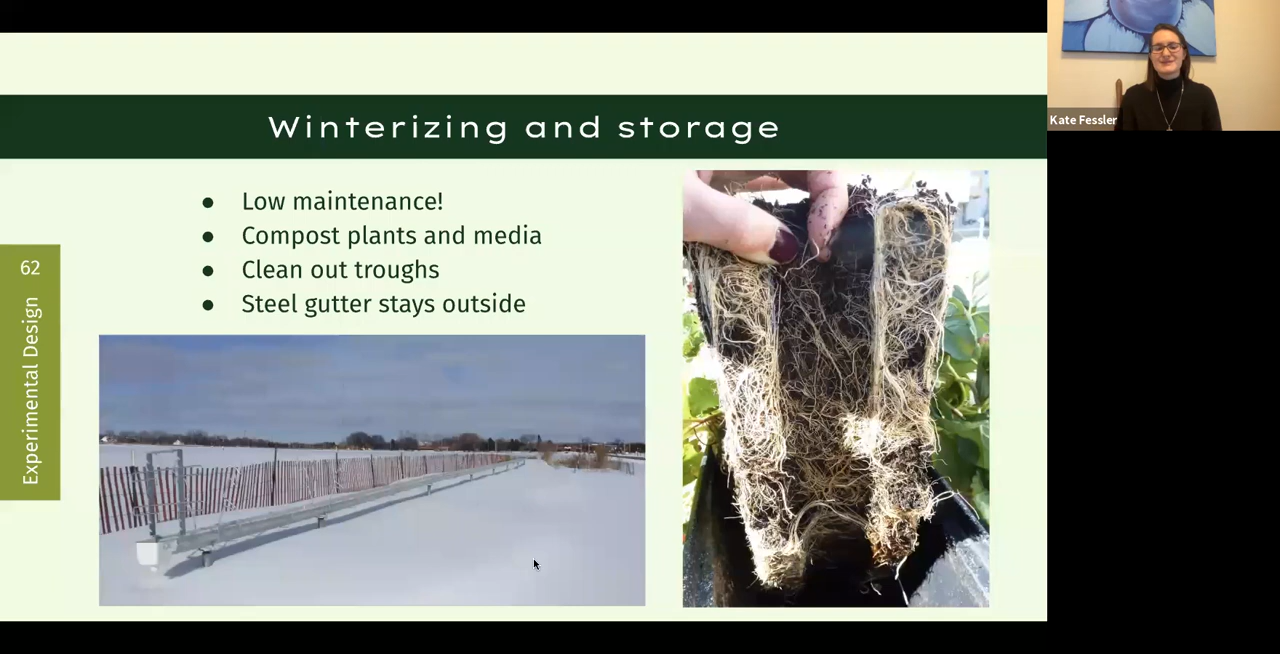 Winterizing and storage
● Low maintenance!
● Compost plants and media
● Clean out troughs
● Steel gutter stays outside
62
Experimental Design
Kate Fessler